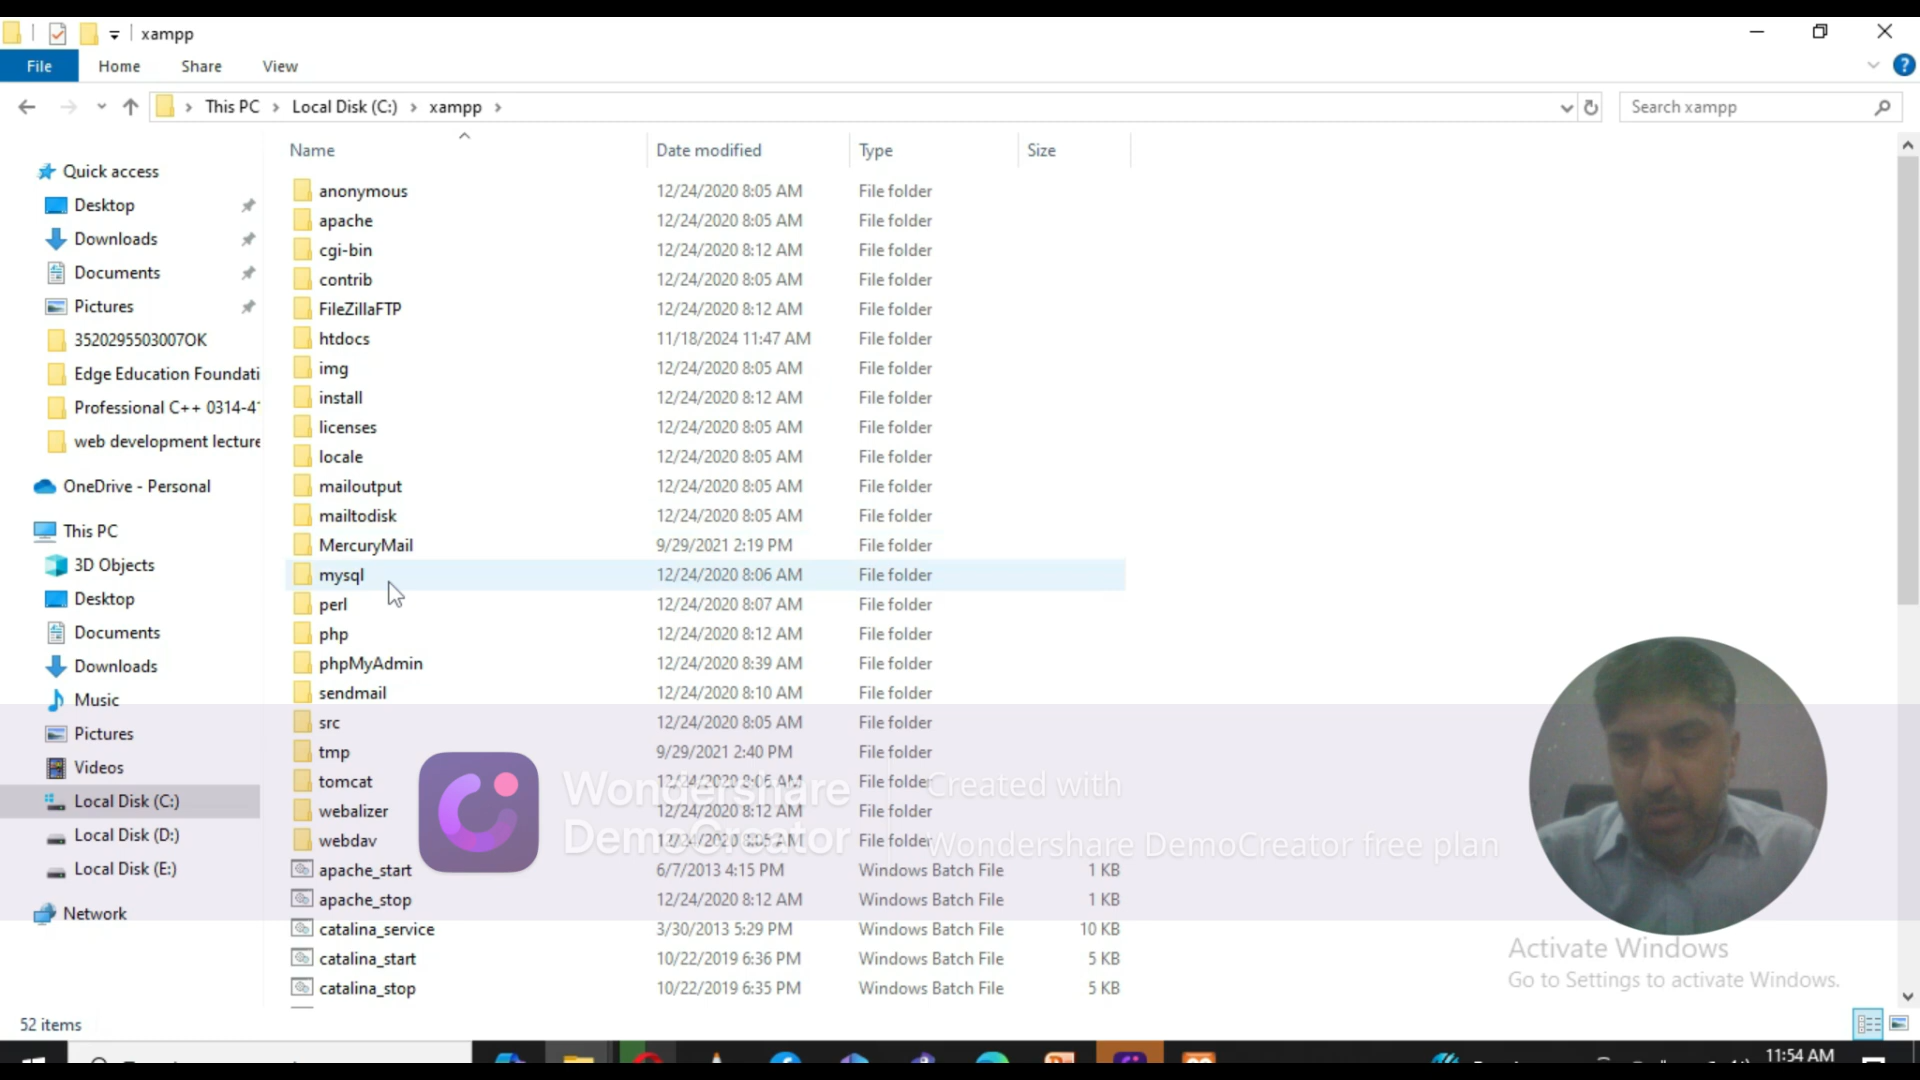 xampp
File Home Share View
This PC Local Disk (C:) xampp
Search xampp
Name Date modified Type Size
Quick access
Desktop
Downloads
Documents
Pictures
3520295503007OK
Edge Education Foundati
Professional C++ 0314-4
web development lecture
OneDrive - Personal
This PC
3D Objects
Desktop
Documents
Downloads
Music
Pictures
Videos
Local Disk (C:)
Local Disk (D:)
Local Disk (E:)
Network
anonymous 12/24/2020 8:05 AM File folder
apache 12/24/2020 8:05 AM File folder
cgi-bin 12/24/2020 8:12 AM File folder
contrib 12/24/2020 8:05 AM File folder
FileZillaFTP 12/24/2020 8:12 AM File folder
htdocs 11/18/2024 11:47 AM File folder
img 12/24/2020 8:05 AM File folder
install 12/24/2020 8:12 AM File folder
licenses 12/24/2020 8:05 AM File folder
locale 12/24/2020 8:05 AM File folder
mailoutput 12/24/2020 8:05 AM File folder
mailtodisk 12/24/2020 8:05 AM File folder
MercuryMail 9/29/2021 2:19 PM File folder
mysql 12/24/2020 8:06 AM File folder
perl 12/24/2020 8:07 AM File folder
php 12/24/2020 8:12 AM File folder
phpMyAdmin 12/24/2020 8:39 AM File folder
sendmail 12/24/2020 8:10 AM File folder
src 12/24/2020 8:05 AM File folder
tmp 9/29/2021 2:40 PM File folder
tomcat 12/24/2020 8:06 AM File folder
webalizer 12/24/2020 8:12 AM File folder
webdav 12/24/2020 8:05 AM File folder
apache_start 6/7/2013 4:15 PM Windows Batch File 1 KB
apache_stop 12/24/2020 8:12 AM Windows Batch File 1 KB
catalina_service 3/30/2013 5:29 PM Windows Batch File 10 KB
catalina_start 10/22/2019 6:36 PM Windows Batch File 5 KB
catalina_stop 10/22/2019 6:35 PM Windows Batch File 5 KB
Wondershare
DemoCreator
Created with
Wondershare DemoCreator free plan
Activate Windows
Go to Settings to activate Windows.
52 items
11:54 AM